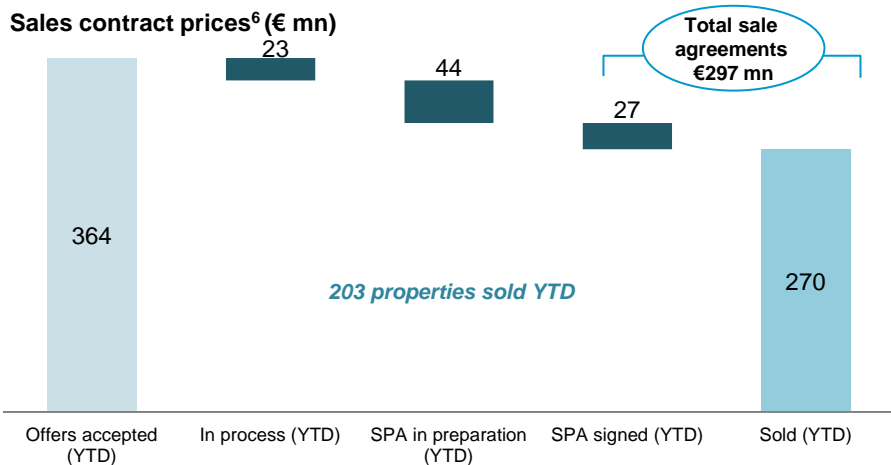 Sales contract prices6 (€ mn)
Total sale
agreements
€297 mn
23
44
27
364
203 properties sold YTD
270
Offers accepted
(YTD)
In process (YTD)
SPA in preparation
(YTD)
SPA signed (YTD)
Sold (YTD)